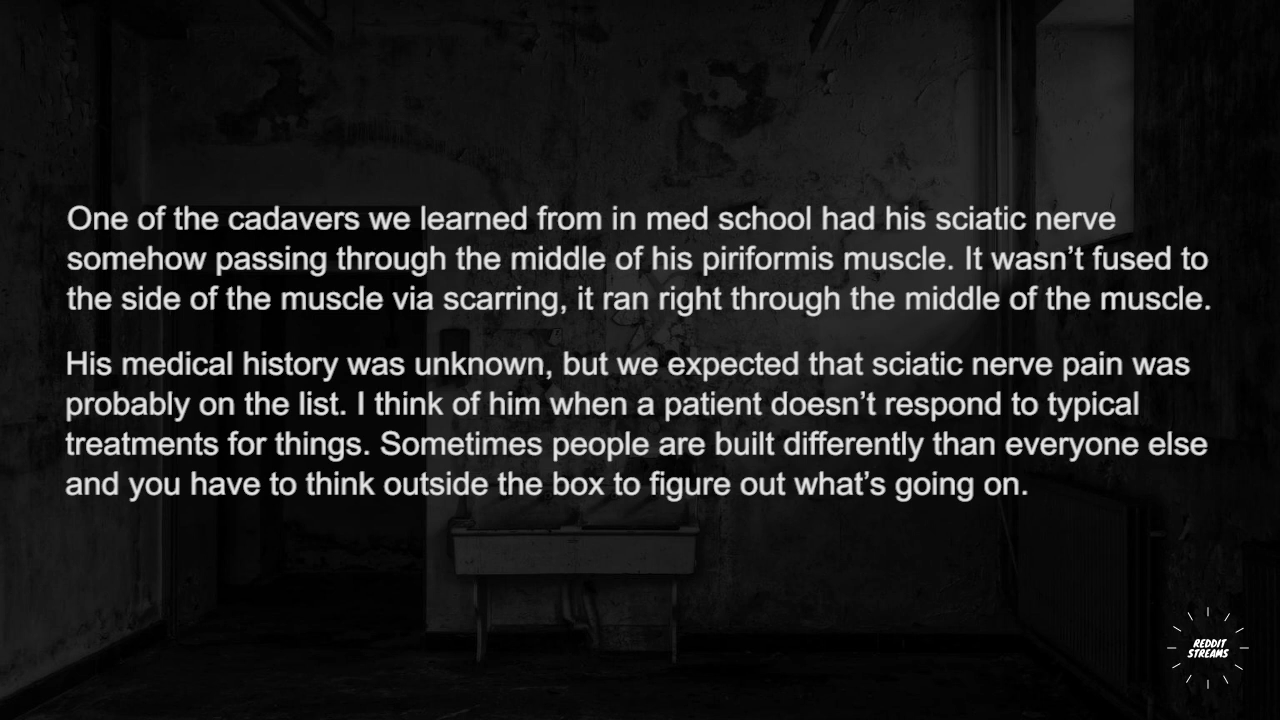 One of the cadavers we learned from in med school had his sciatic nerve
somehow passing through the middle of his piriformis muscle. It wasn’t fused to
the side of the muscle via scarring, it ran right through the middle of the muscle.
His medical history was unknown, but we expected that sciatic nerve pain was
probably on the list. I think of him when a patient doesn’t respond to typical
treatments for things. Sometimes people are built differently than everyone else
and you have to think outside the box to figure out what’s going on.
REDDIT
STREAMS